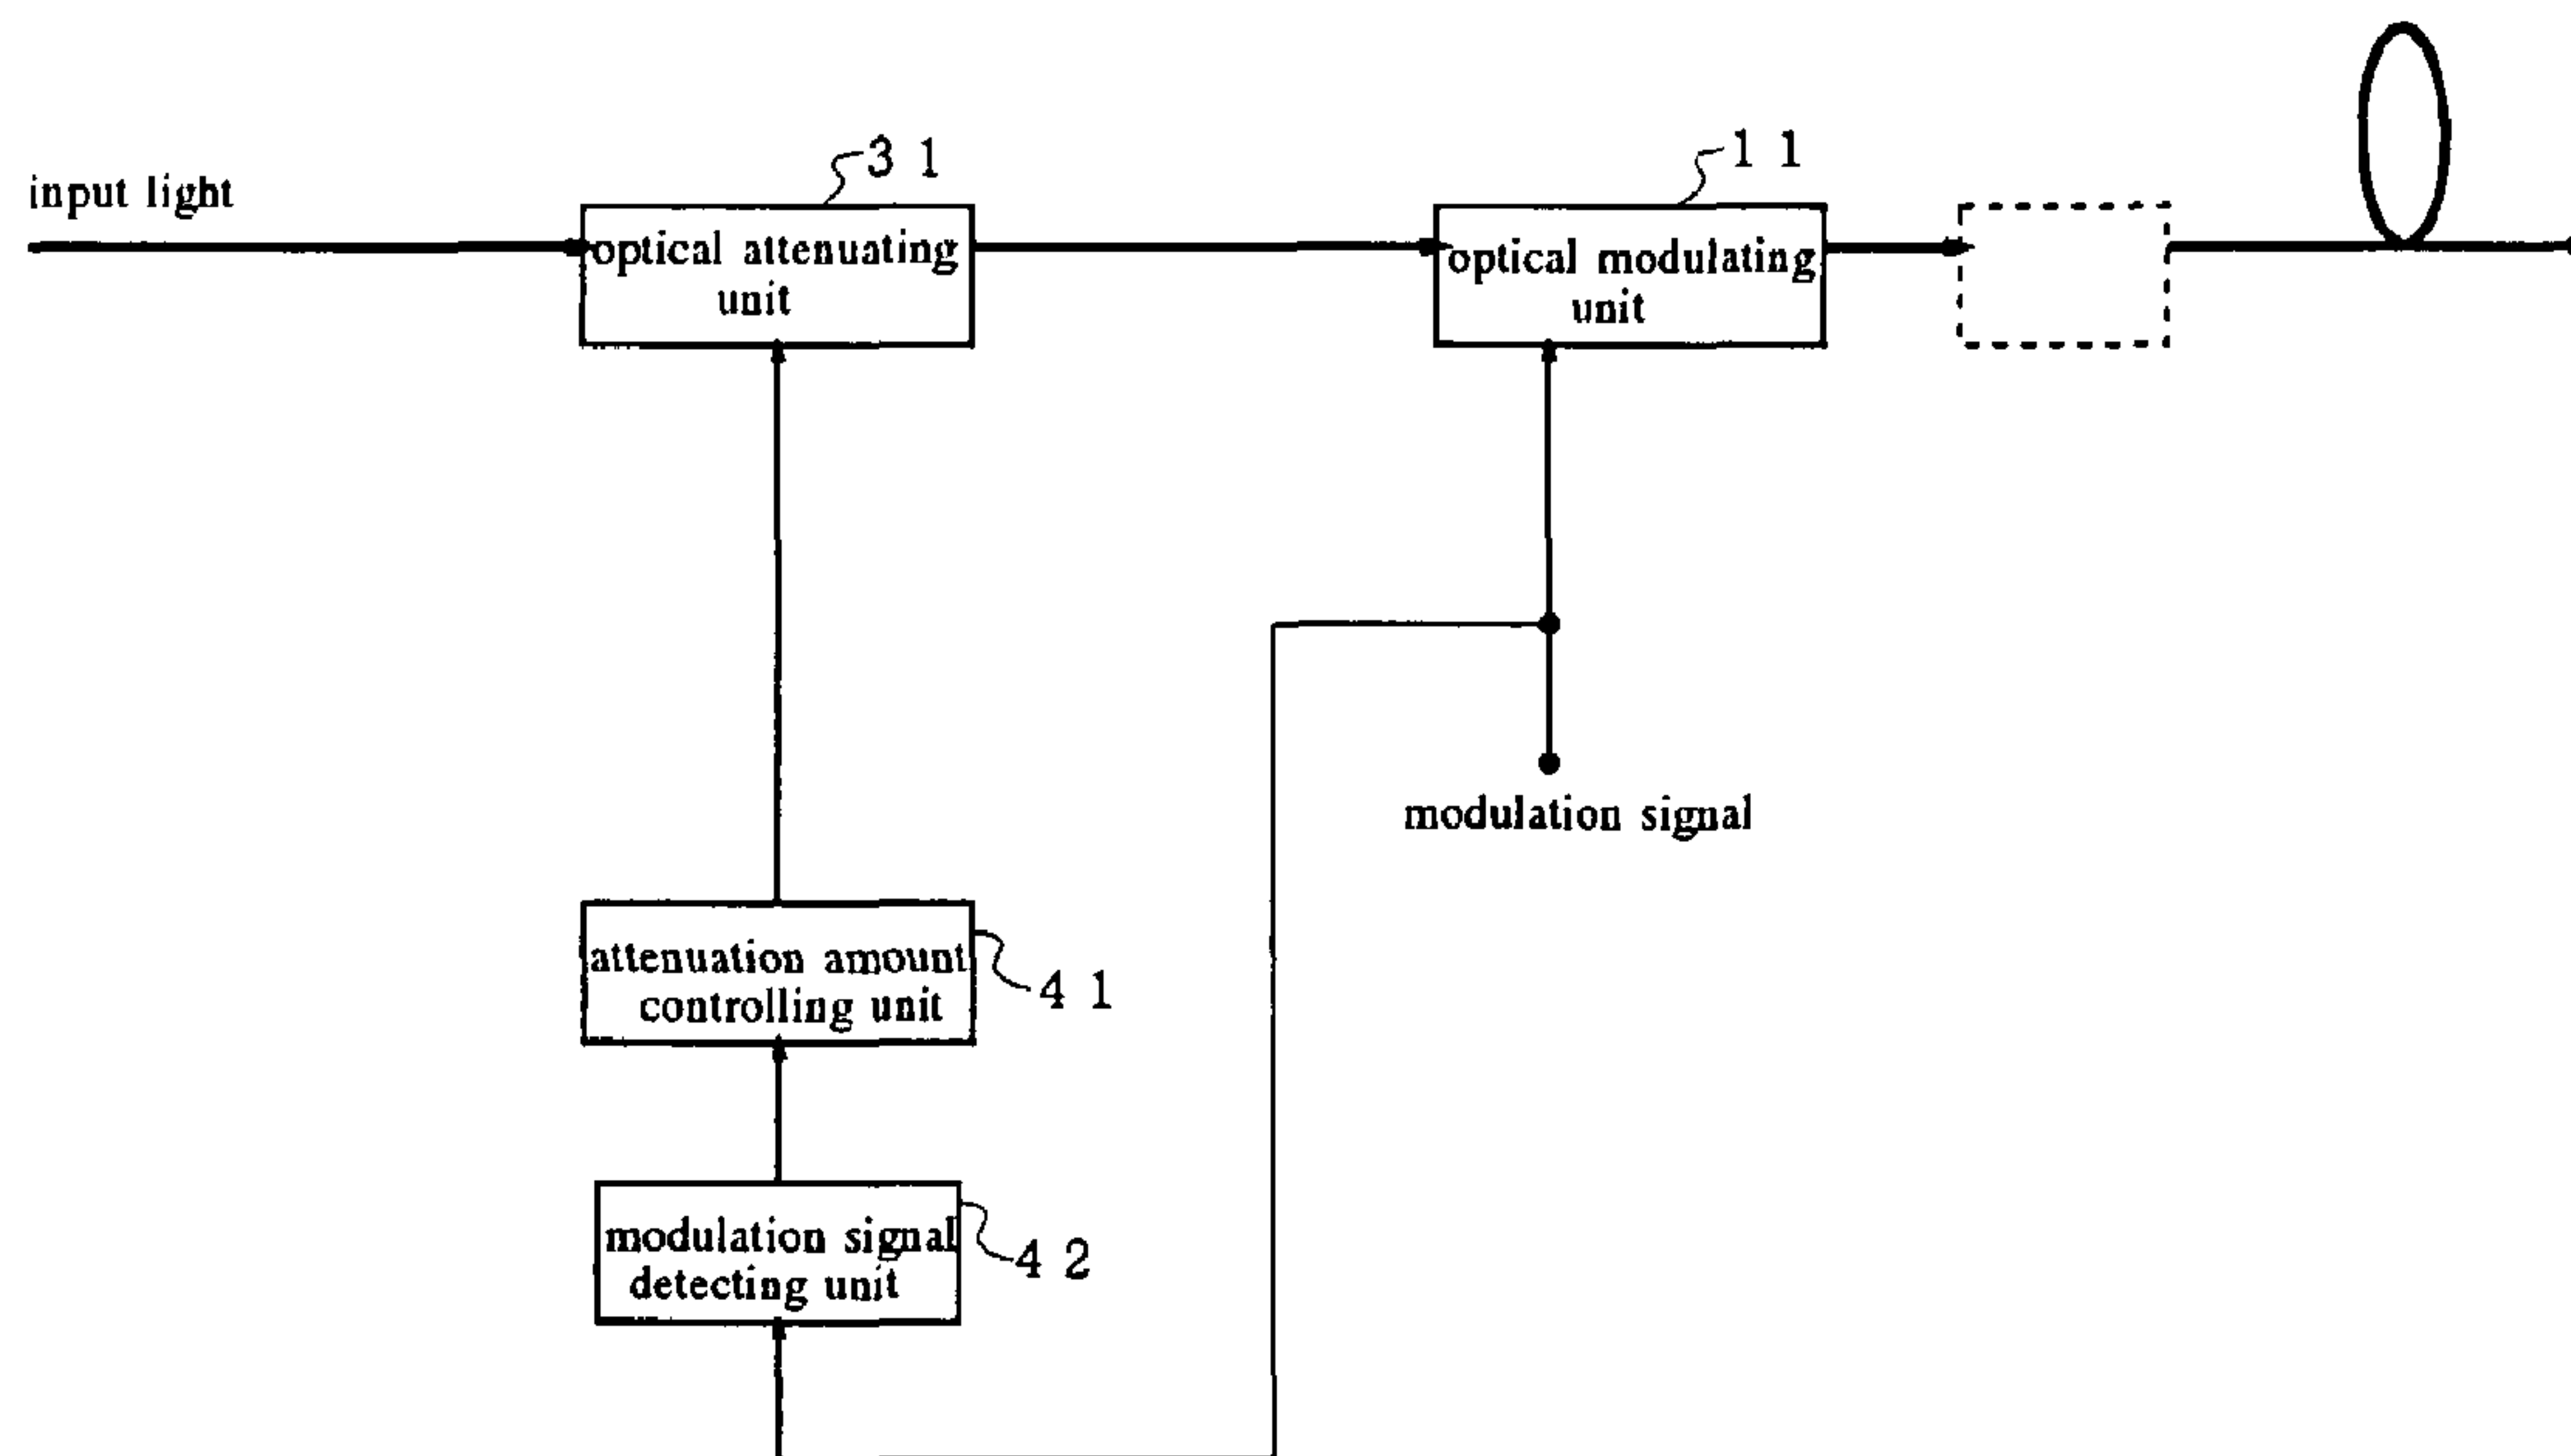 3 1
1 1
input light
optical attenuating
unit
optical modulating
unit
modulation signal
attenuation amount
controlling unit
4 1
modulation signal
detecting unit
4 2